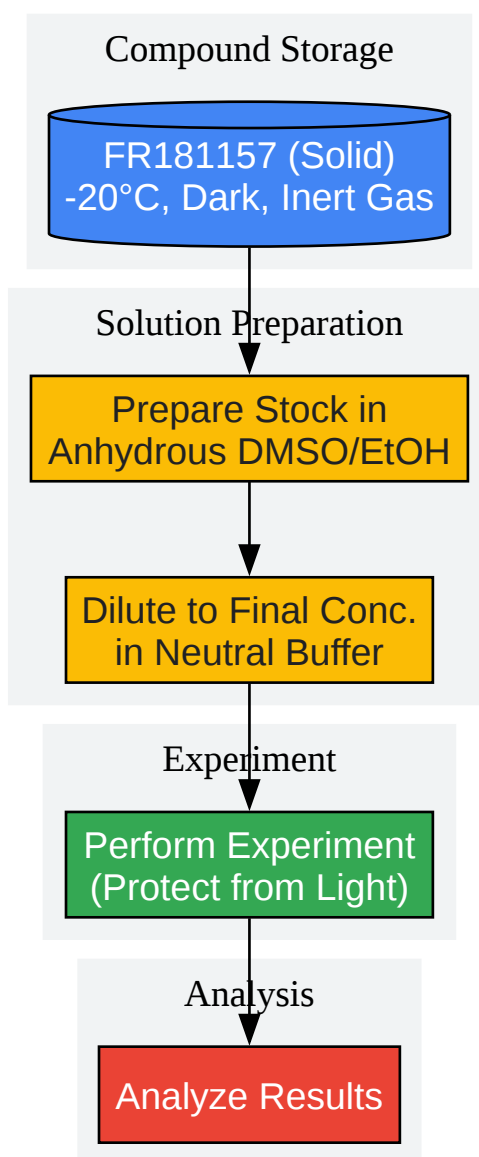 Compound Storage
FR181157 (Solid)
-20°C, Dark, Inert Gas
Solution Preparation
Prepare Stock in
Anhydrous DMSO/EtOH
Dilute to Final Conc.
in Neutral Buffer
Experiment
Perform Experiment
(Protect from Light)
Analysis
Analyze Results